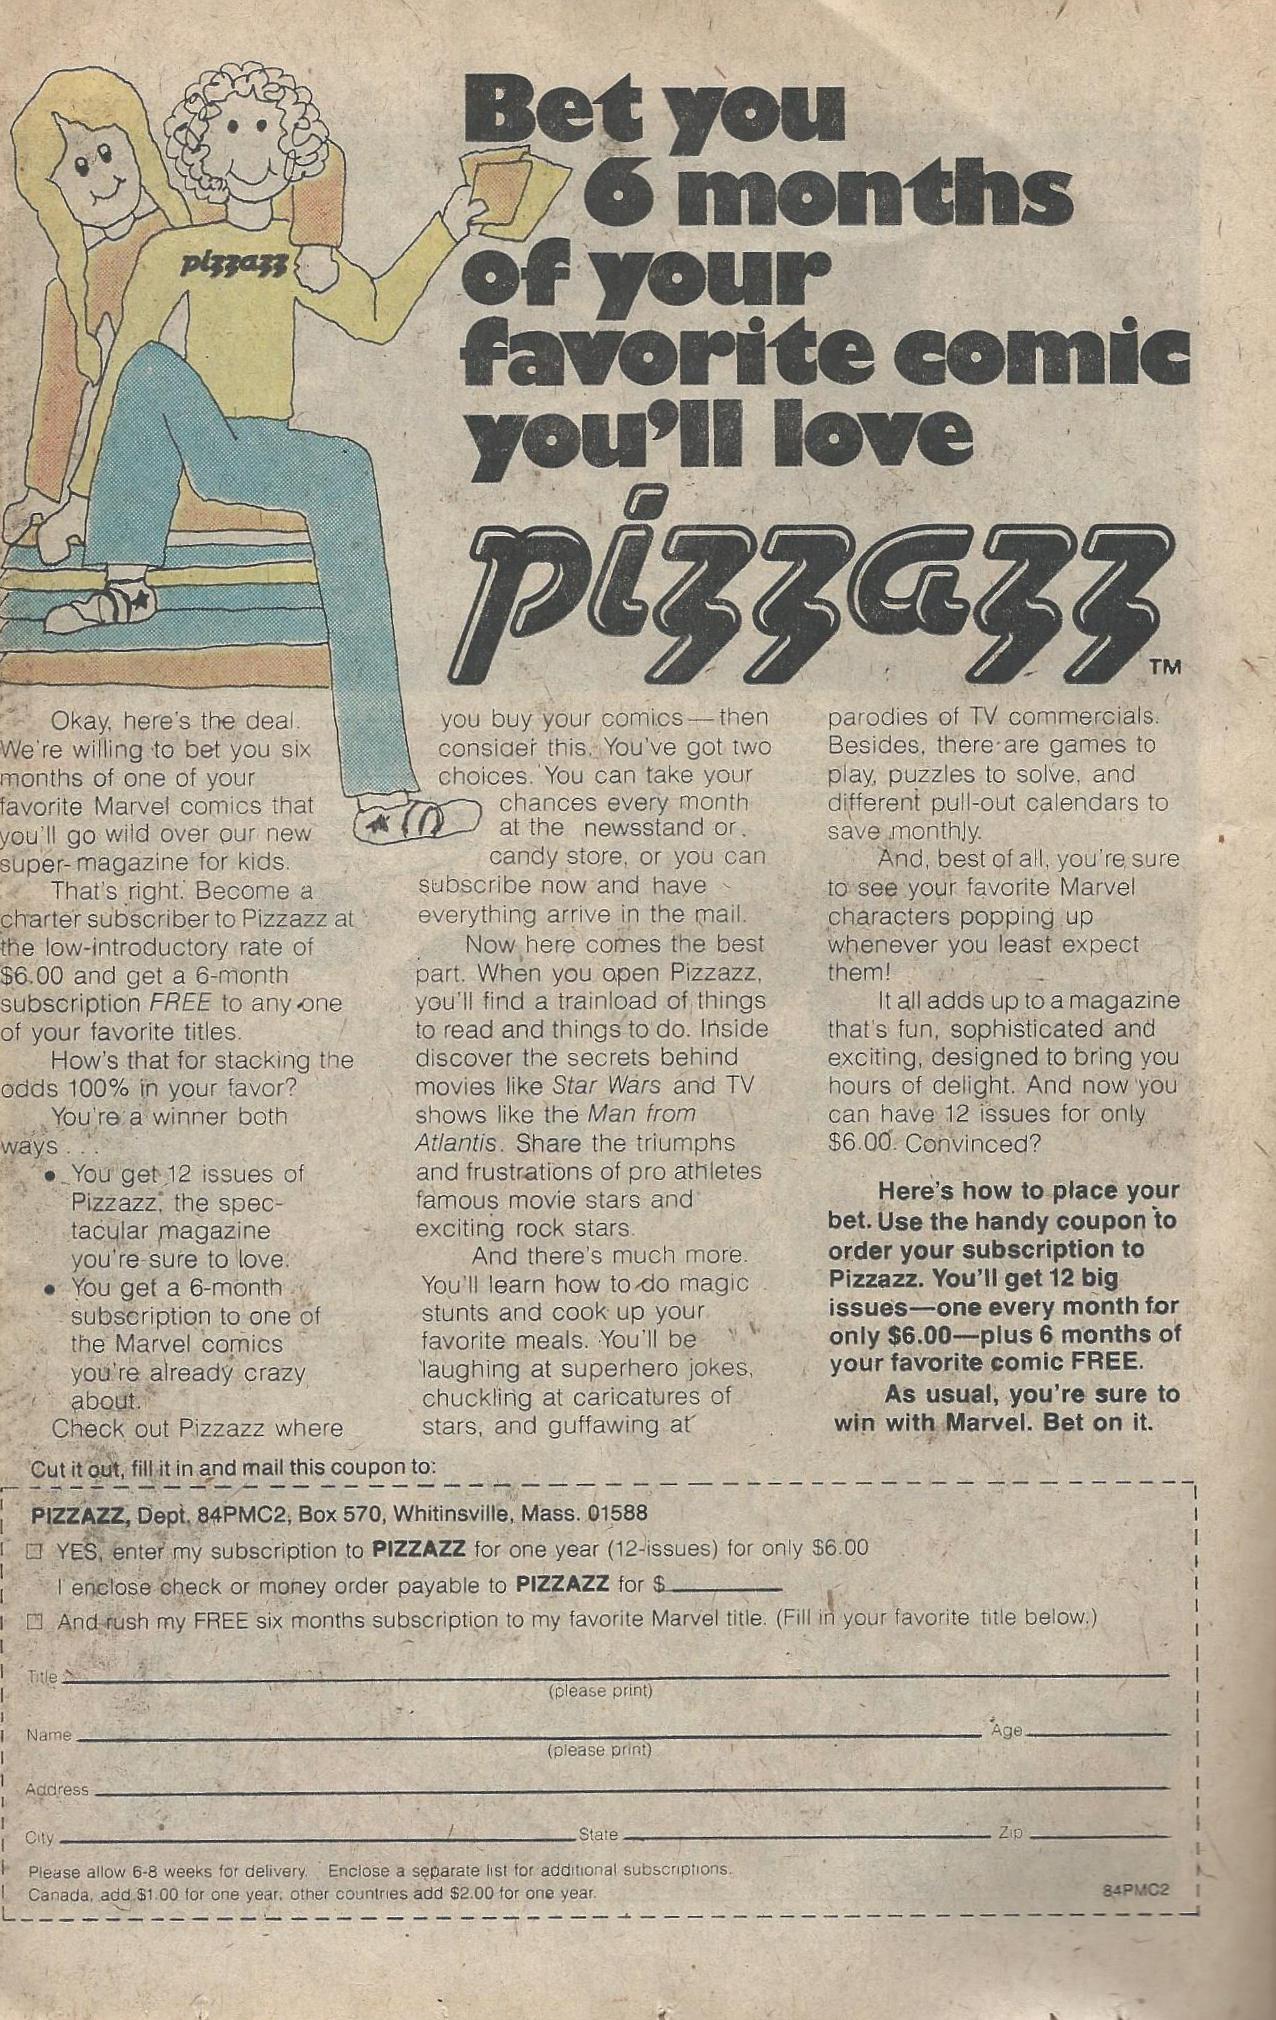 Bet you
6 months
of your
favorite comic
you'll love
pizzazz
TM
pizzazz
Okay, here's the deal.
We're willing to bet you six
months of one of your
favorite Marvel comics that
you'll go wild over our new
super-magazine for kids.
That's right. Become a
charter subscriber to Pizzazz at
the low-introductory rate of
$6.00 and get a 6-month
subscription FREE to any one
of your favorite titles.
How's that for stacking the
odds 100% in your favor?
You're a winner both
ways . . .
● You get 12 issues of
Pizzazz, the spec-
tacular magazine
you're sure to love.
● You get a 6-month
subscription to one of
the Marvel comics
you're already crazy
about.
Check out Pizzazz where
you buy your comics—then
consider this. You've got two
choices. You can take your
chances every month
at the newsstand or
candy store, or you can
subscribe now and have
everything arrive in the mail.
Now here comes the best
part. When you open Pizzazz,
you'll find a trainload of things
to read and things to do. Inside
discover the secrets behind
movies like Star Wars and TV
shows like the Man from
Atlantis. Share the triumphs
and frustrations of pro athletes
famous movie stars and
exciting rock stars.
And there's much more.
You'll learn how to do magic
stunts and cook up your
favorite meals. You'll be
laughing at superhero jokes,
chuckling at caricatures of
stars, and guffawing at
parodies of TV commercials.
Besides, there are games to
play, puzzles to solve, and
different pull-out calendars to
save monthly.
And, best of all, you're sure
to see your favorite Marvel
characters popping up
whenever you least expect
them!
It all adds up to a magazine
that's fun, sophisticated and
exciting, designed to bring you
hours of delight. And now you
can have 12 issues for only
$6.00. Convinced?
Here's how to place your
bet. Use the handy coupon to
order your subscription to
Pizzazz. You'll get 12 big
issues—one every month for
only $6.00—plus 6 months of
your favorite comic FREE.
As usual, you're sure to
win with Marvel. Bet on it.
Cut it out, fill it in and mail this coupon to:
PIZZAZZ, Dept. 84PMC2, Box 570, Whitinsville, Mass. 01588
☐ YES, enter my subscription to PIZZAZZ for one year (12-issues) for only $6.00
I enclose check or money order payable to PIZZAZZ for $
☐ And rush my FREE six months subscription to my favorite Marvel title. (Fill in your favorite title below.)
Title
(please print)
Name Age
(please print)
Address
City State Zip
Please allow 6-8 weeks for delivery. Enclose a separate list for additional subscriptions.
Canada, add $1.00 for one year, other countries add $2.00 for one year.
84PMC2